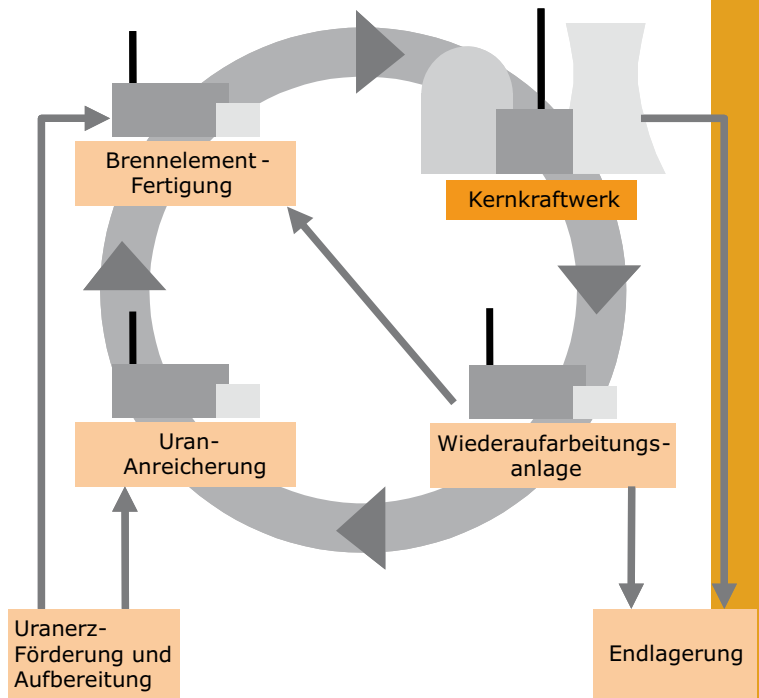 Brennelement-
Fertigung
Kernkraftwerk
Uran-
Anreicherung
Wiederaufarbeitungs-
anlage
Uranerz-
Förderung und
Aufbereitung
Endlagerung